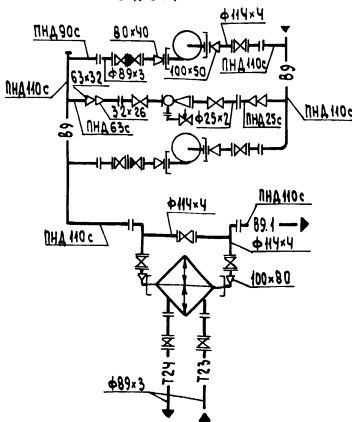 ПНД90с
80×40
ф114×4
ПНД110с
63×32
ф89×3
100×50
ПНД110с
В9
32×26
ф25×2
ПНД25с
ПНД110с
ПНД63с
В9
ф114×4
ПНД110с
ПНД110с
В9.1
ф114×4
100×80
Т24
Т23
ф89×3